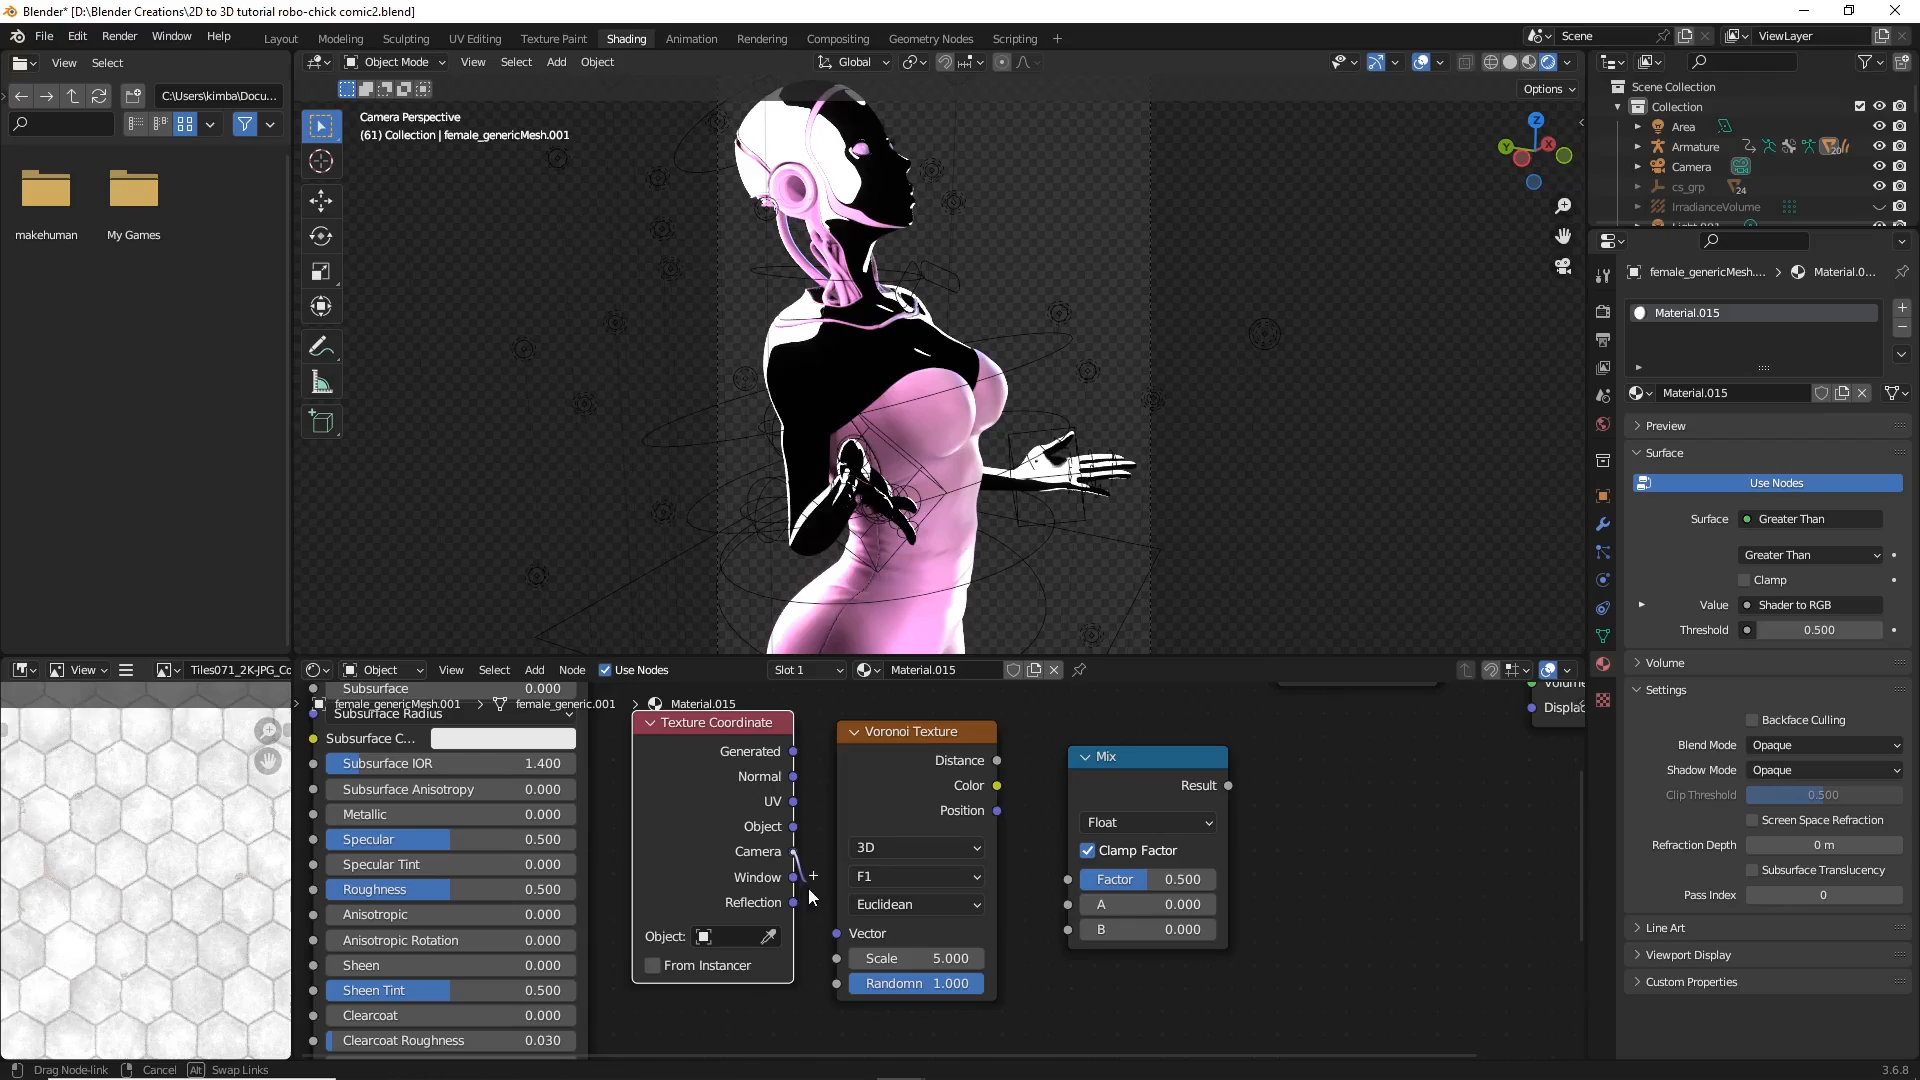 Blender* [D:\Blender Creations\2D to 3D tutorial robo-chick comic2.blend]
File Edit Render Window Help
Layout Modeling Sculpting UV Editing Texture Paint Shading Animation Rendering Compositing Geometry Nodes Scripting +
Scene
ViewLayer
View Select
Object Mode View Select Add Object
Global
C:\Users\kimba\Docu...
Options
Camera Perspective
(61) Collection | female_genericMesh.001
Z
Y
X
makehuman
My Games
Scene Collection
Collection
Area
Armature
20
Camera
cs_grp
24
IrradianceVolume
female_genericMesh....
Material.0...
Material.015
Material.015
Preview
Surface
Use Nodes
Surface Greater Than
Greater Than
Clamp
Value Shader to RGB
Threshold 0.500
Volume
Settings
Backface Culling
Blend Mode Opaque
Shadow Mode Opaque
Clip Threshold 0.500
Screen Space Refraction
Refraction Depth 0 m
Subsurface Translucency
Pass Index 0
Line Art
Viewport Display
Custom Properties
View
Tiles071_2K-JPG_Co
Object View Select Add Node Use Nodes
Slot 1
Material.015
female_genericMesh.001 > female_generic.001 > Material.015
Subsurface 0.000
Subsurface Radius
Subsurface C...
Subsurface IOR 1.400
Subsurface Anisotropy 0.000
Metallic 0.000
Specular 0.500
Specular Tint 0.000
Roughness 0.500
Anisotropic 0.000
Anisotropic Rotation 0.000
Sheen 0.000
Sheen Tint 0.500
Clearcoat 0.000
Clearcoat Roughness 0.030
Texture Coordinate
Generated
Normal
UV
Object
Camera
Window
Reflection
Object:
From Instancer
Voronoi Texture
Distance
Color
Position
3D
F1
Euclidean
Vector
Scale 5.000
Randomn 1.000
Mix
Result
Float
Clamp Factor
Factor 0.500
A 0.000
B 0.000
Volume
Displac
Drag Node-link Cancel Alt Swap Links
3.6.8